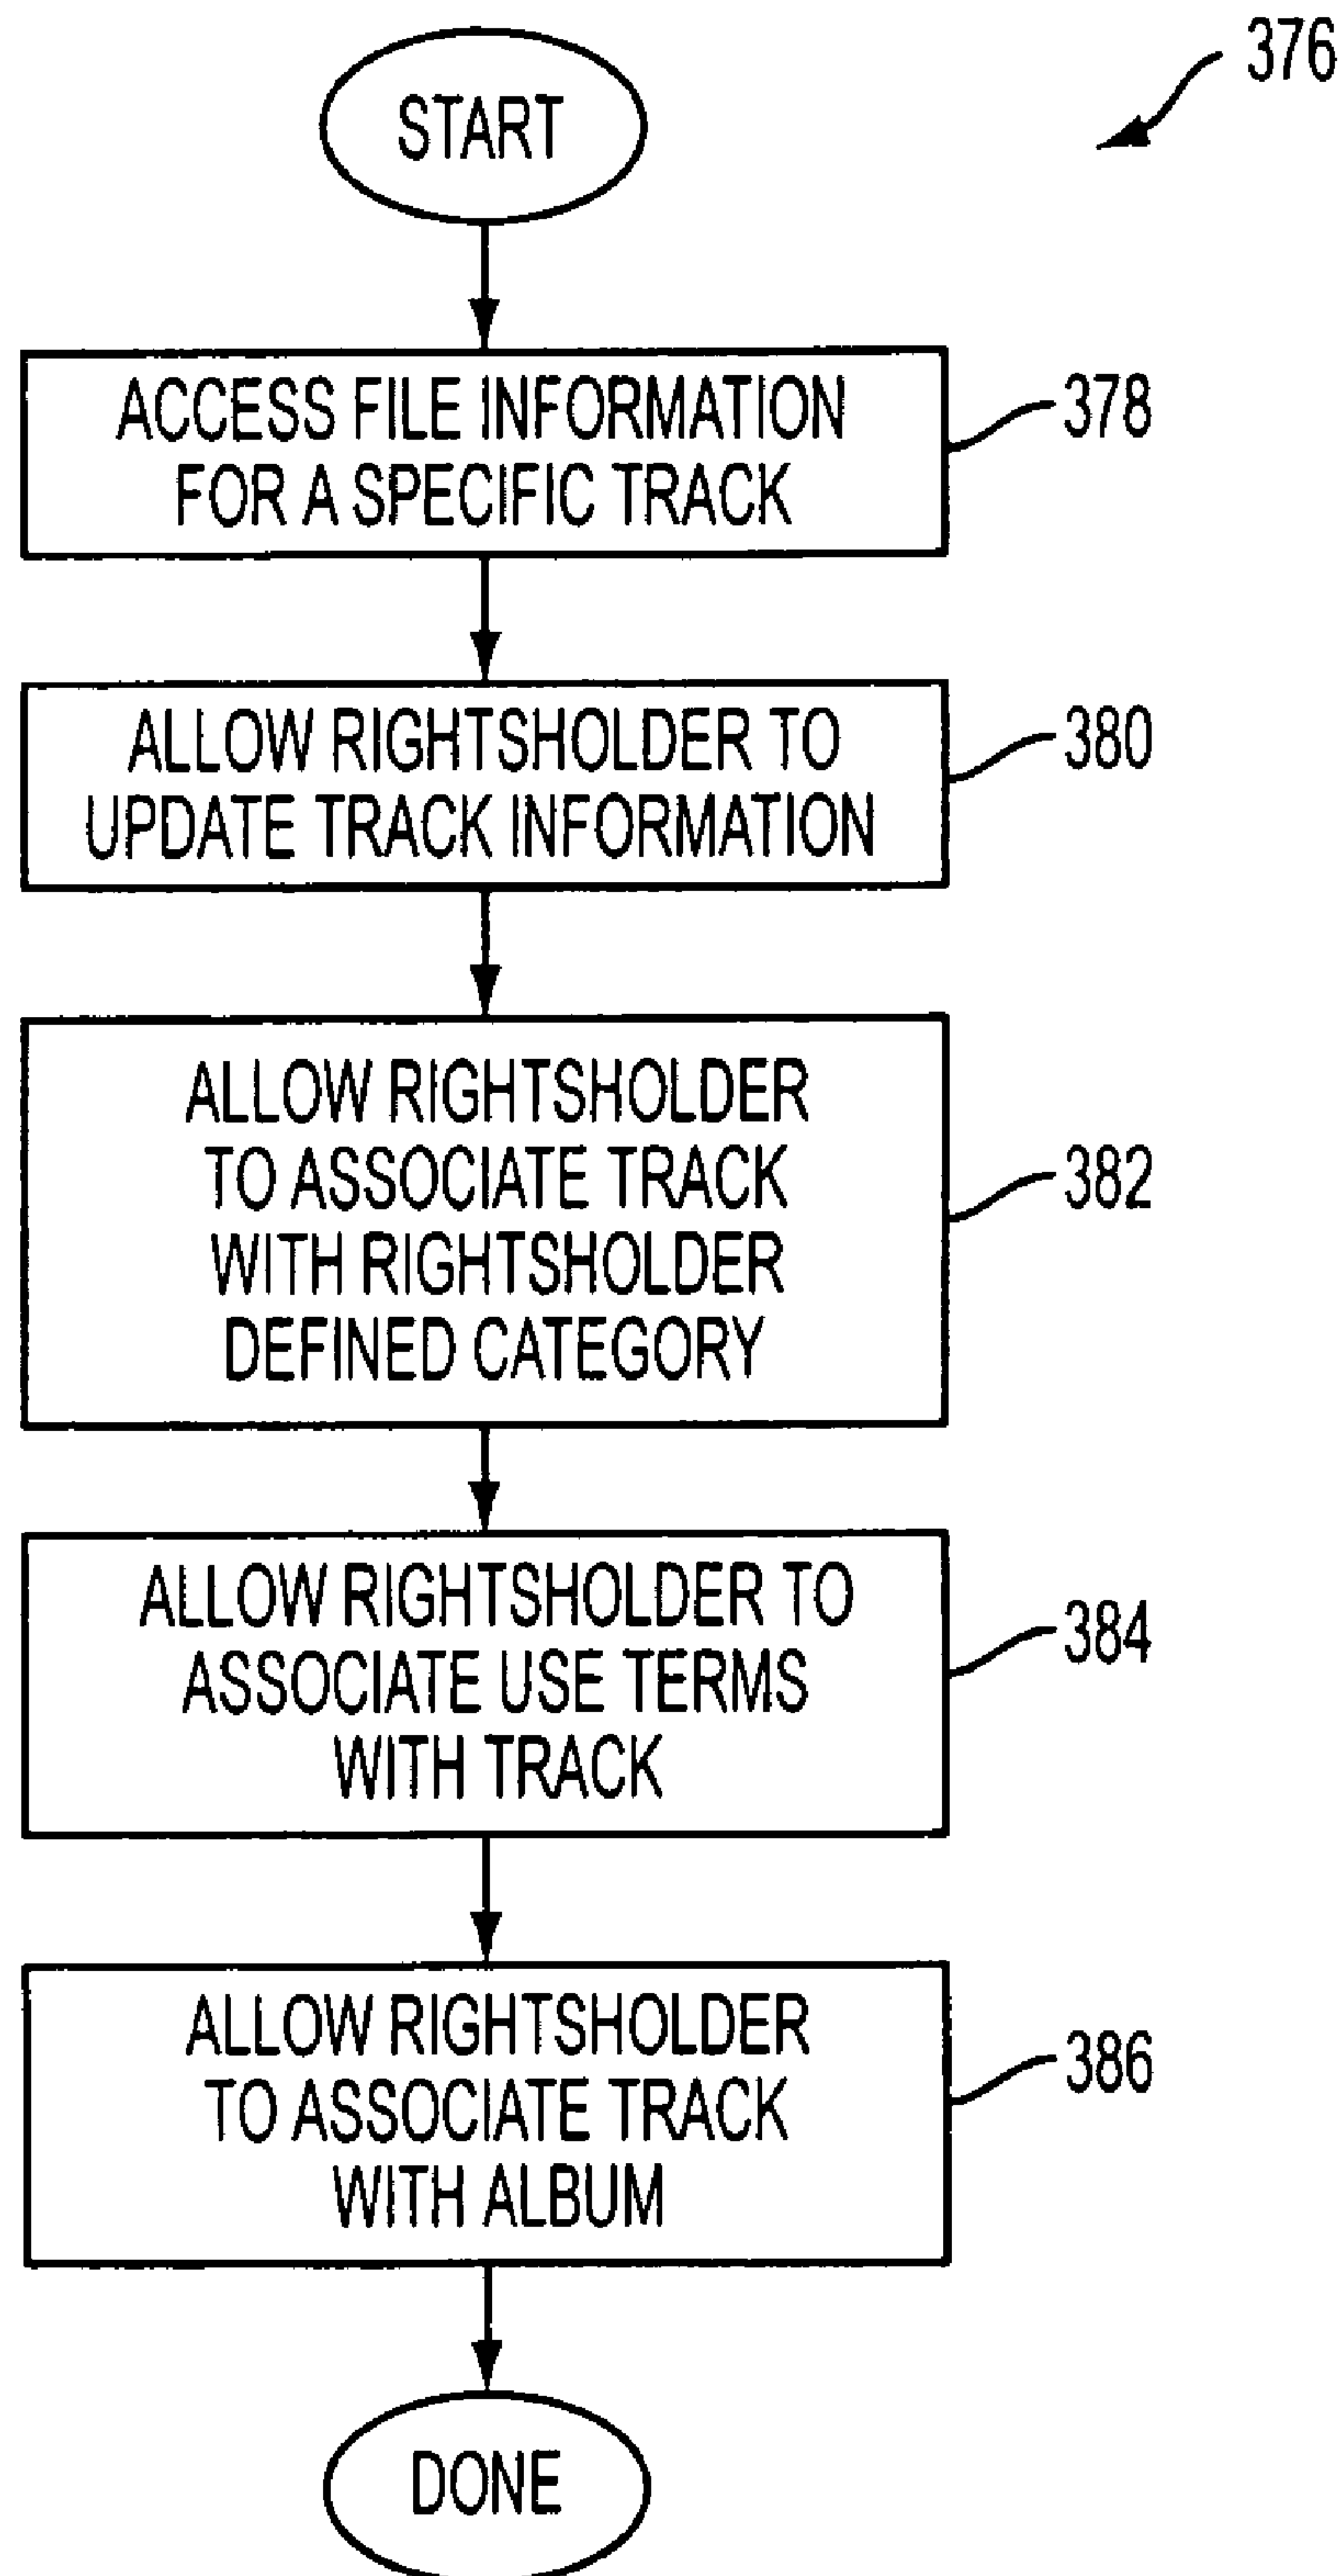 376
START
ACCESS FILE INFORMATION
FOR A SPECIFIC TRACK
378
ALLOW RIGHTSHOLDER TO
UPDATE TRACK INFORMATION
380
ALLOW RIGHTSHOLDER
TO ASSOCIATE TRACK
WITH RIGHTSHOLDER
DEFINED CATEGORY
382
ALLOW RIGHTSHOLDER TO
ASSOCIATE USE TERMS
WITH TRACK
384
ALLOW RIGHTSHOLDER
TO ASSOCIATE TRACK
WITH ALBUM
386
DONE